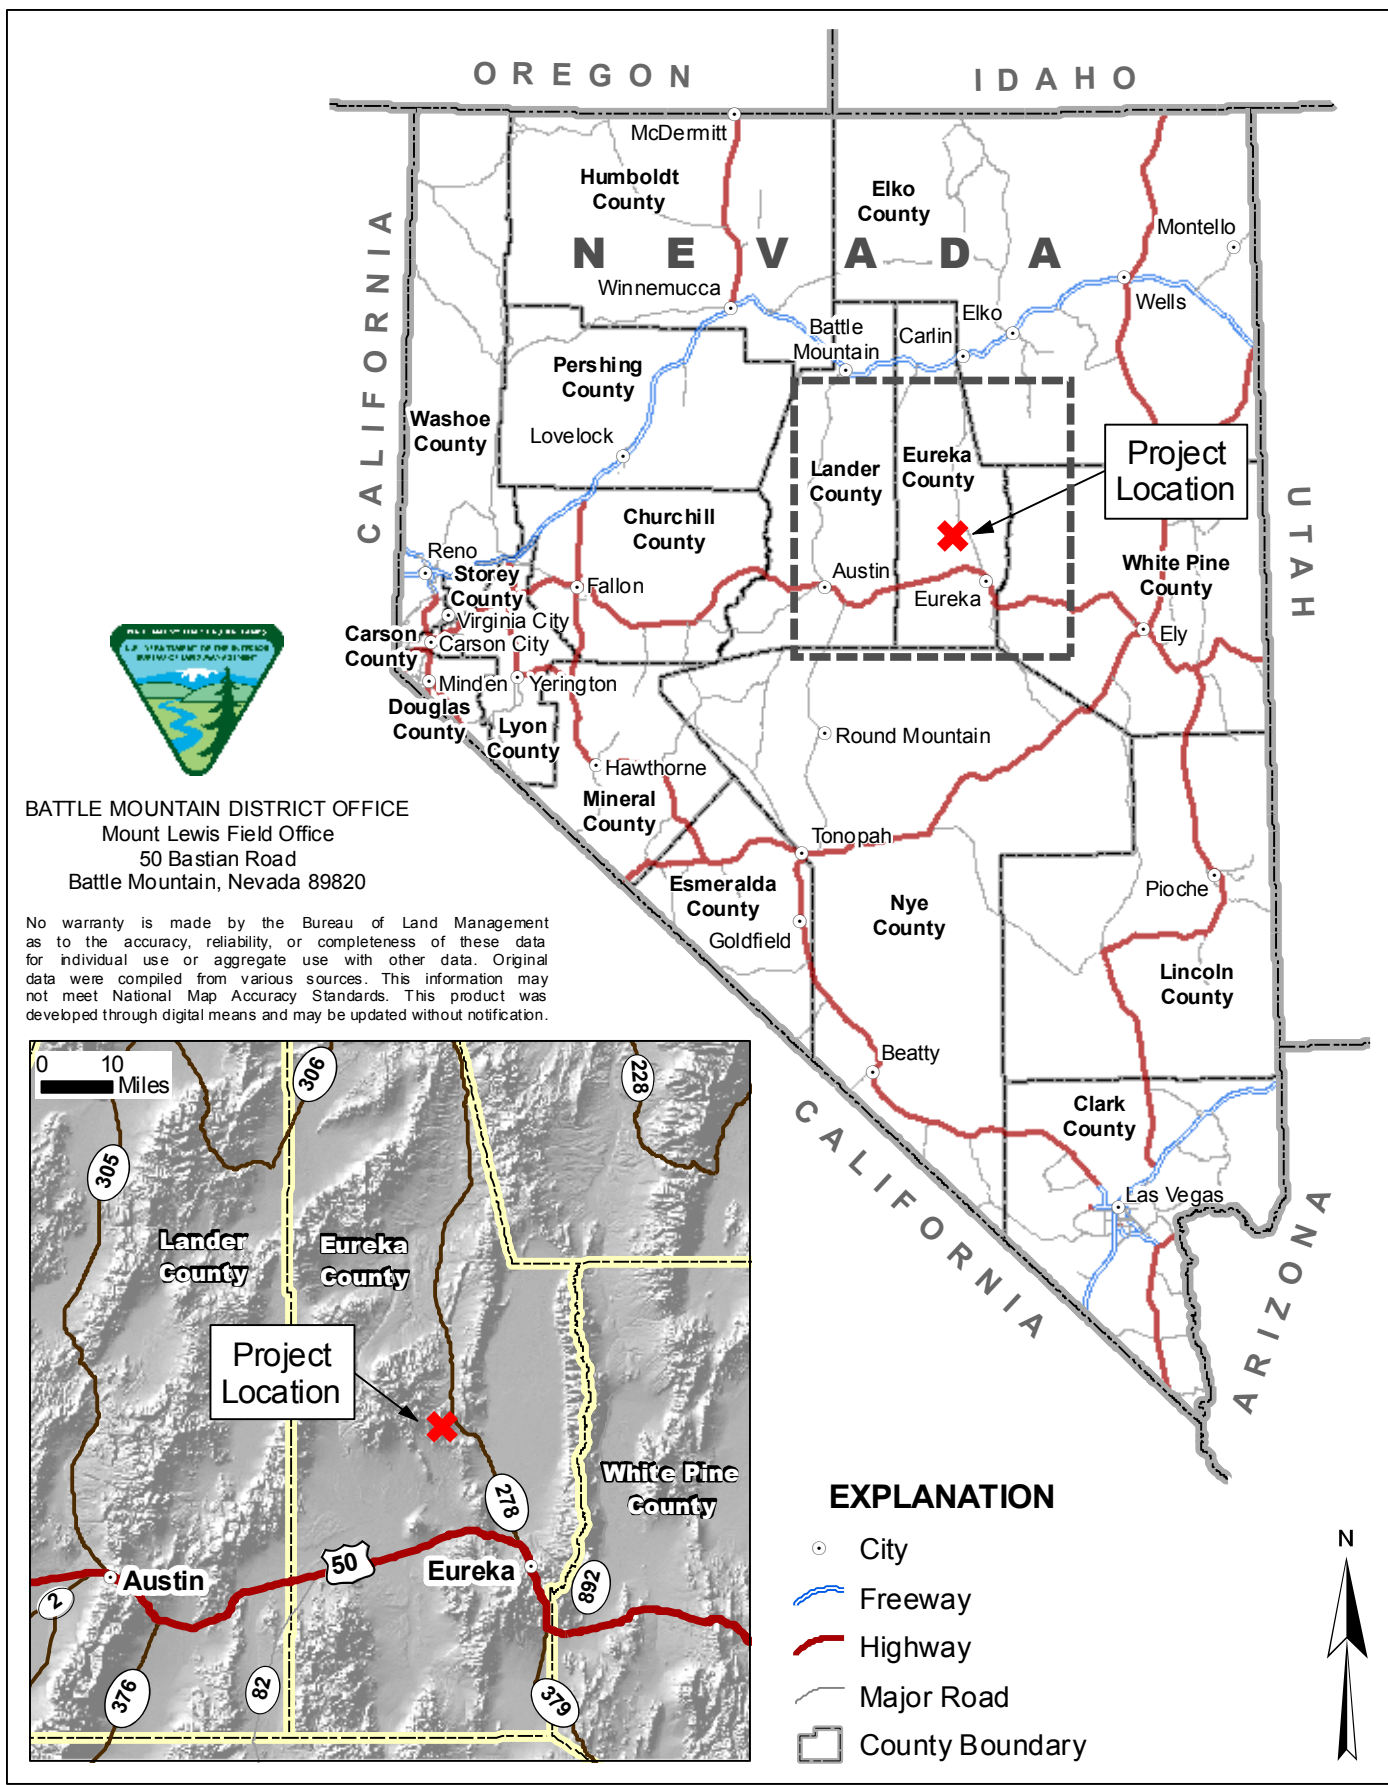 OREGON
IDAHO
McDermitt
Humboldt
County
Elko
County
Montello
NEVADA
CALIFORNIA
Winnemucca
Wells
Elko
Battle
Mountain
Carlin
Pershing
County
Washoe
County
Lovelock
Lander
County
Eureka
County
Project
Location
UTAH
Churchill
County
Reno
Storey
County
Fallon
Austin
Eureka
White Pine
County
Virginia City
Carson
County
Carson City
Ely
Minden
Yerington
Douglas
County
Lyon
County
Round Mountain
Hawthorne
Mineral
County
Tonopah
Esmeralda
County
Nye
County
Pioche
Goldfield
Lincoln
County
Beatty
CALIFORNIA
Clark
County
Las Vegas
ARIZONA
U.S. DEPARTMENT OF THE INTERIOR
BUREAU OF LAND MANAGEMENT
BATTLE MOUNTAIN DISTRICT OFFICE
Mount Lewis Field Office
50 Bastian Road
Battle Mountain, Nevada 89820
No warranty is made by the Bureau of Land Management
as to the accuracy, reliability, or completeness of these data
for individual use or aggregate use with other data. Original
data were compiled from various sources. This information may
not meet National Map Accuracy Standards. This product was
developed through digital means and may be updated without notification.
0 10
Miles
306
228
305
Lander
County
Eureka
County
Project
Location
White Pine
County
278
50
Eureka
Austin
892
2
376
82
379
EXPLANATION
City
Freeway
Highway
Major Road
County Boundary
N